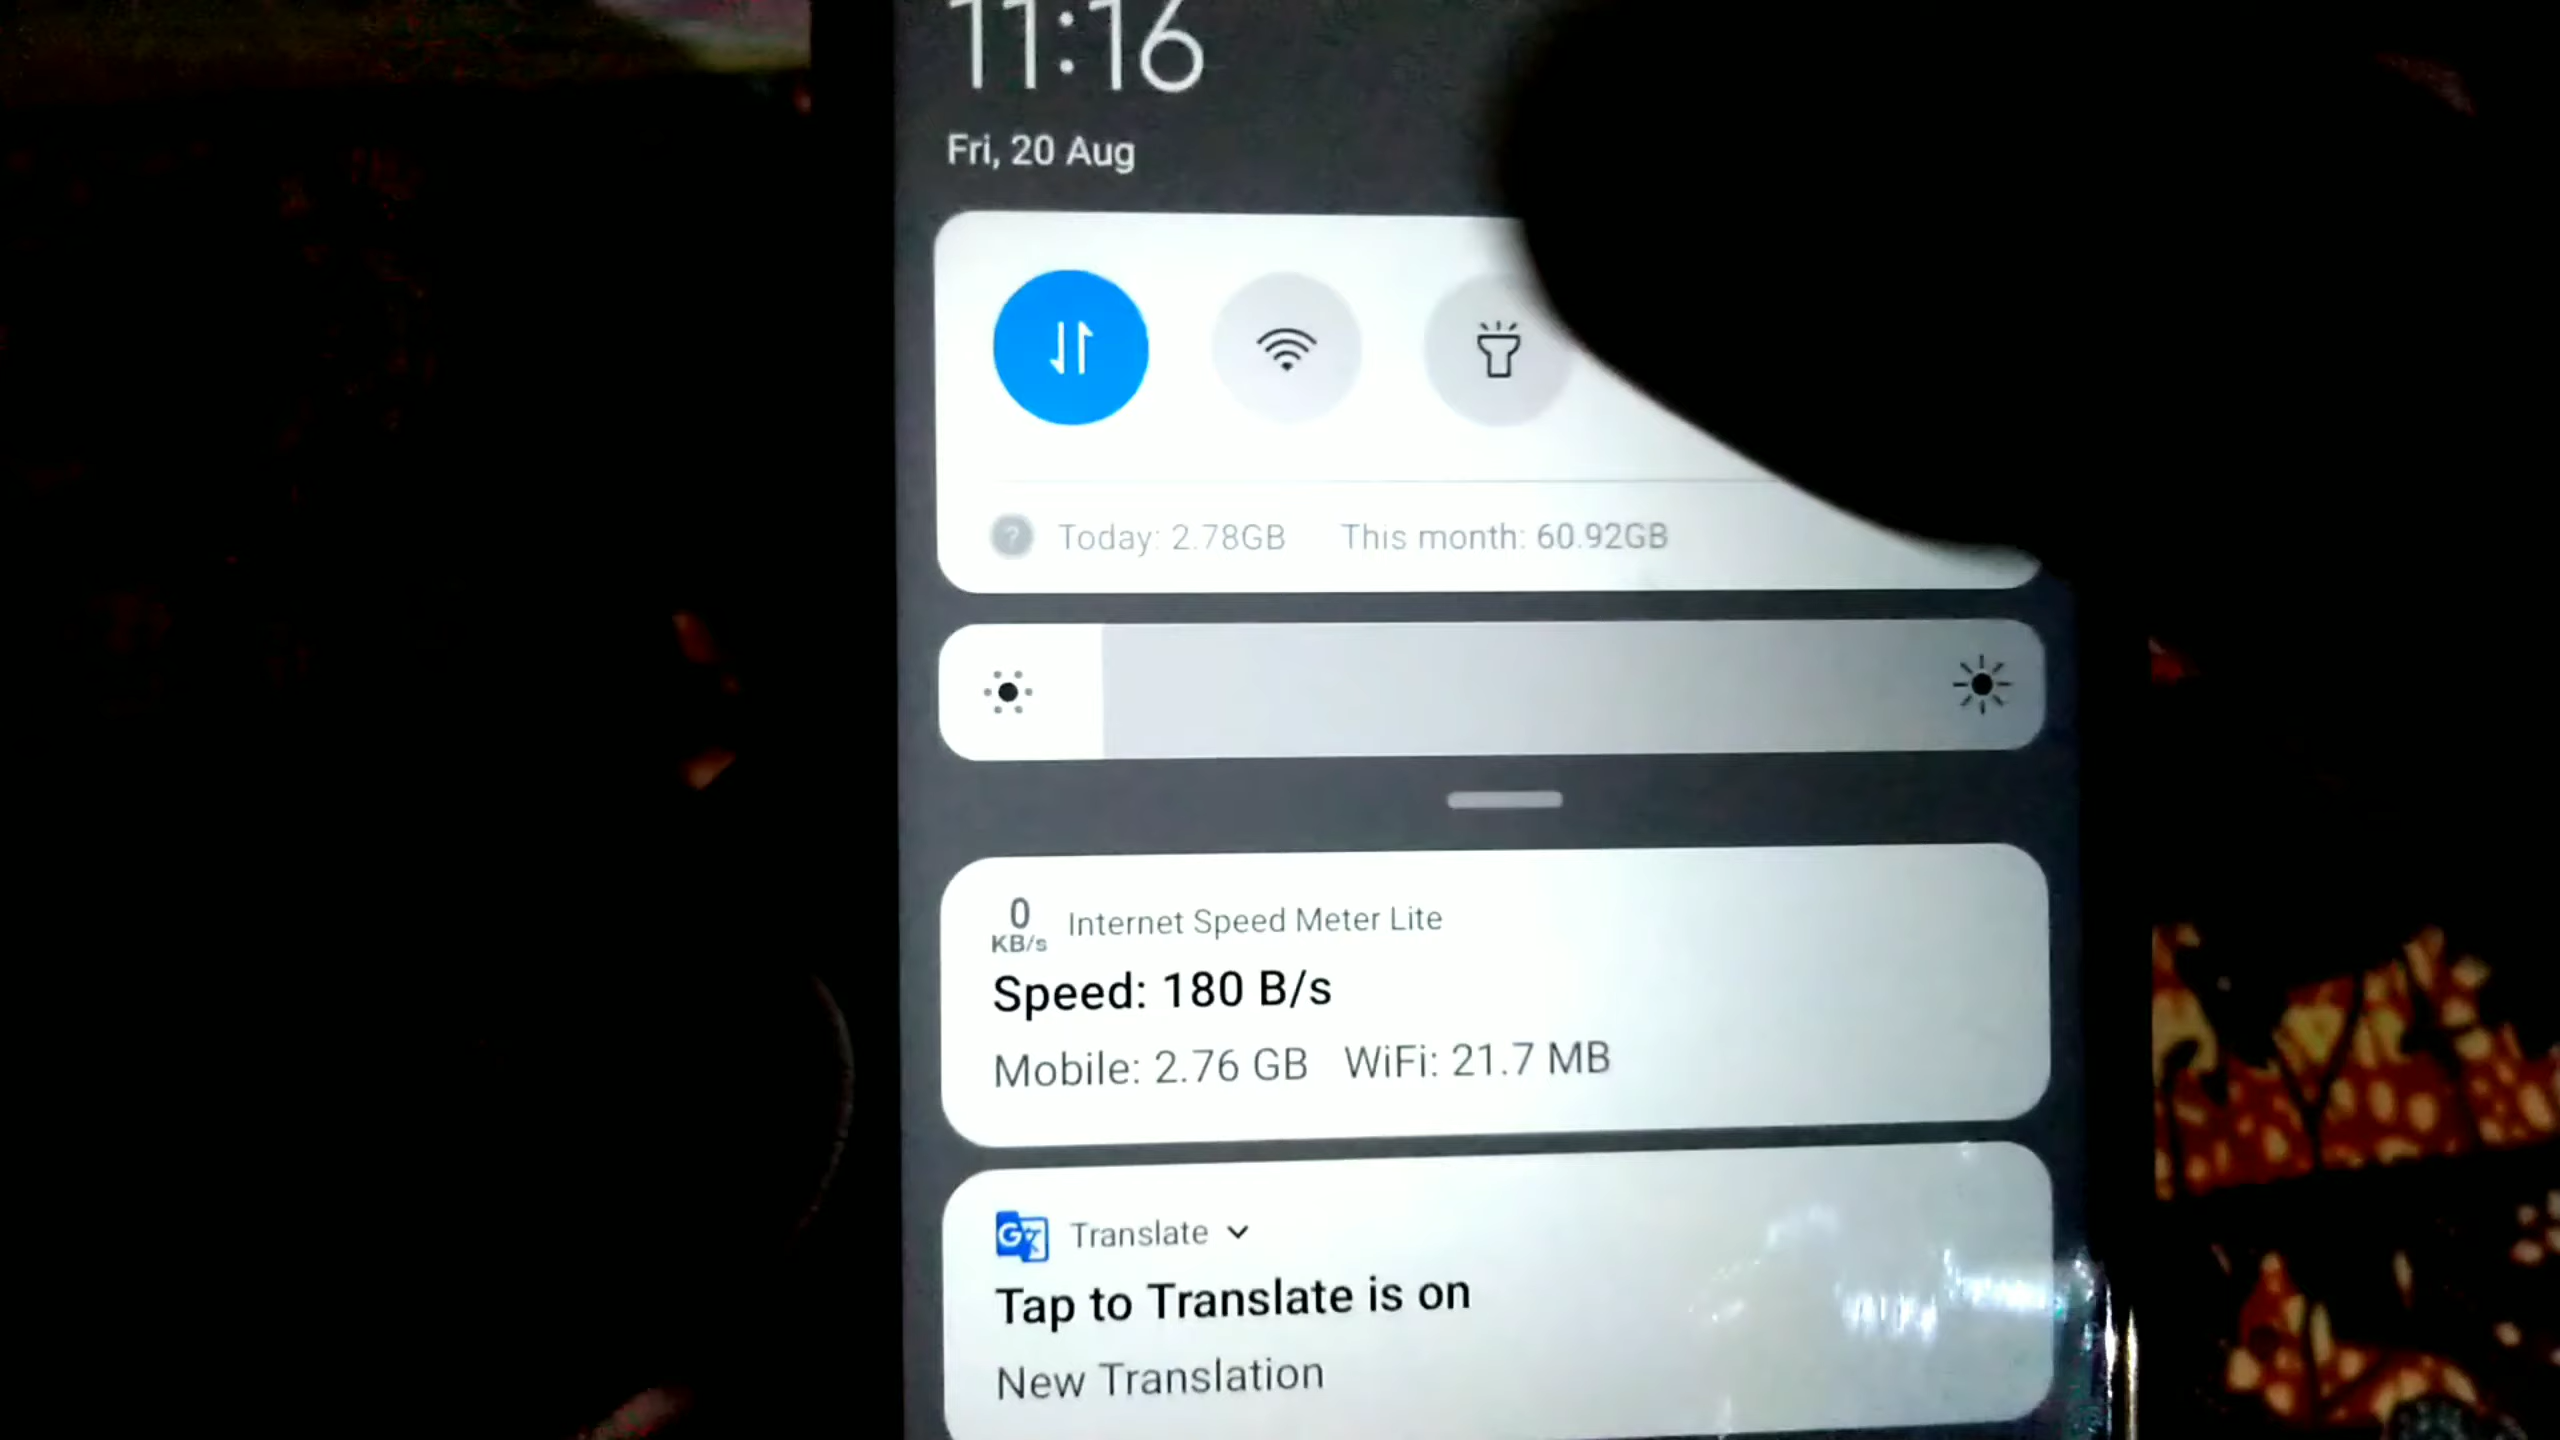 11:16
Fri, 20 Aug
? Today: 2.78GB This month: 60.92GB
0 KB/s Internet Speed Meter Lite
Speed: 180 B/s
Mobile: 2.76 GB WiFi: 21.7 MB
G Translate
Tap to Translate is on
New Translation